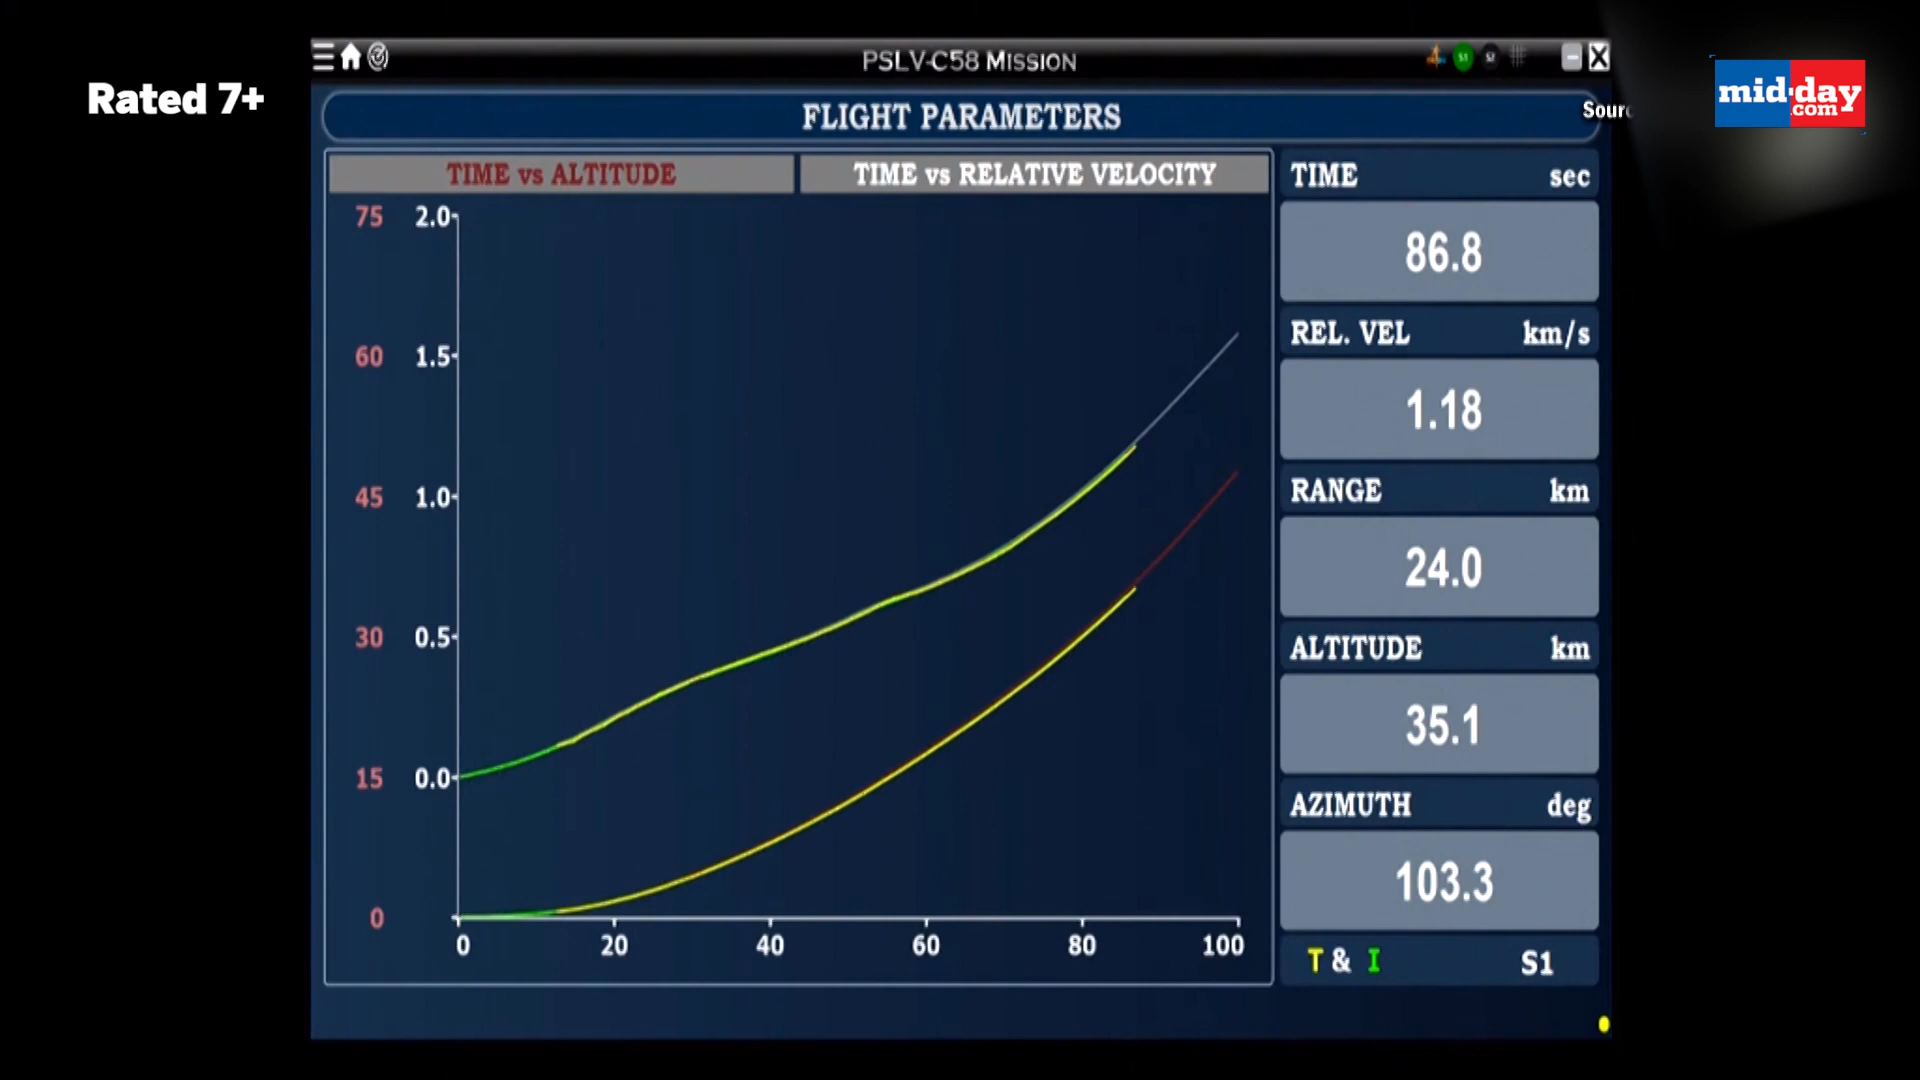 PSLV-C58 MISSION
Rated 7+
mid-day
.com
FLIGHT PARAMETERS
TIME vs ALTITUDE
TIME vs RELATIVE VELOCITY
TIME sec
86.8
REL. VEL km/s
1.18
RANGE km
24.0
ALTITUDE km
35.1
AZIMUTH deg
103.3
T & I S1
75 2.0
60 1.5
45 1.0
30 0.5
15 0.0
0
0 20 40 60 80 100